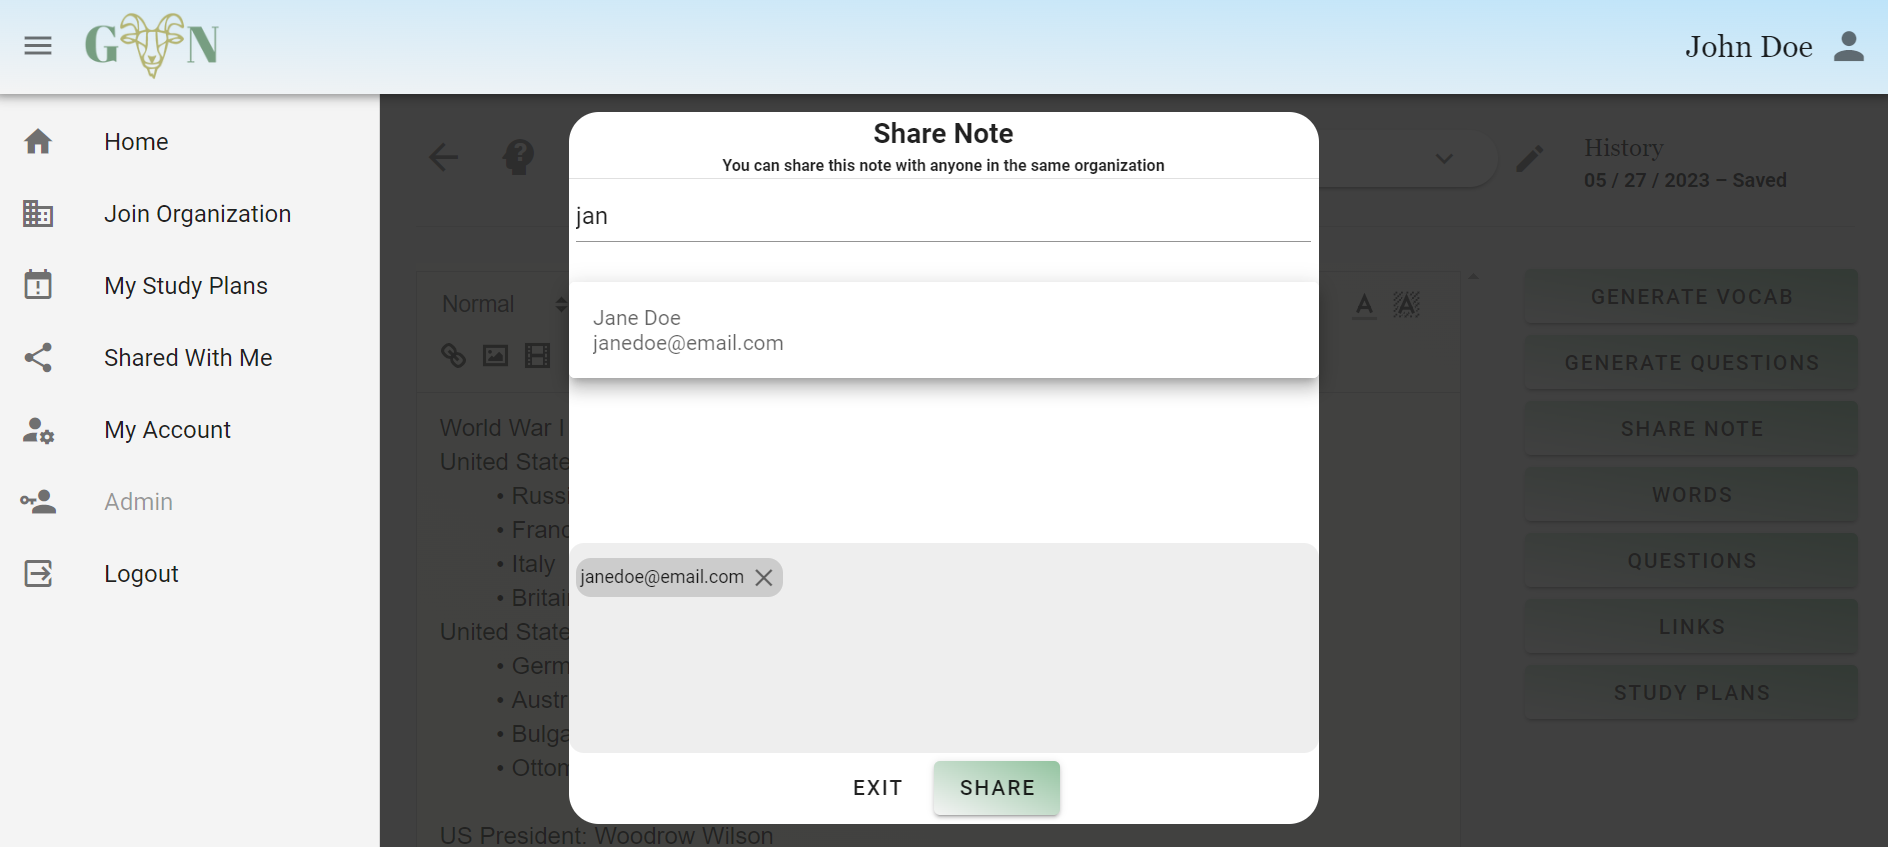 G N
John Doe
Home
Join Organization
My Study Plans
Shared With Me
My Account
Admin
Logout
History
05 / 27 / 2023 – Saved
Share Note
You can share this note with anyone in the same organization
jan
Jane Doe
janedoe@email.com
janedoe@email.com
EXIT
SHARE
Normal
World War I
United State
• Russi
• Franc
• Italy
• Britai
United State
• Germ
• Austr
• Bulga
• Ottom
US President: Woodrow Wilson
GENERATE VOCAB
GENERATE QUESTIONS
SHARE NOTE
WORDS
QUESTIONS
LINKS
STUDY PLANS